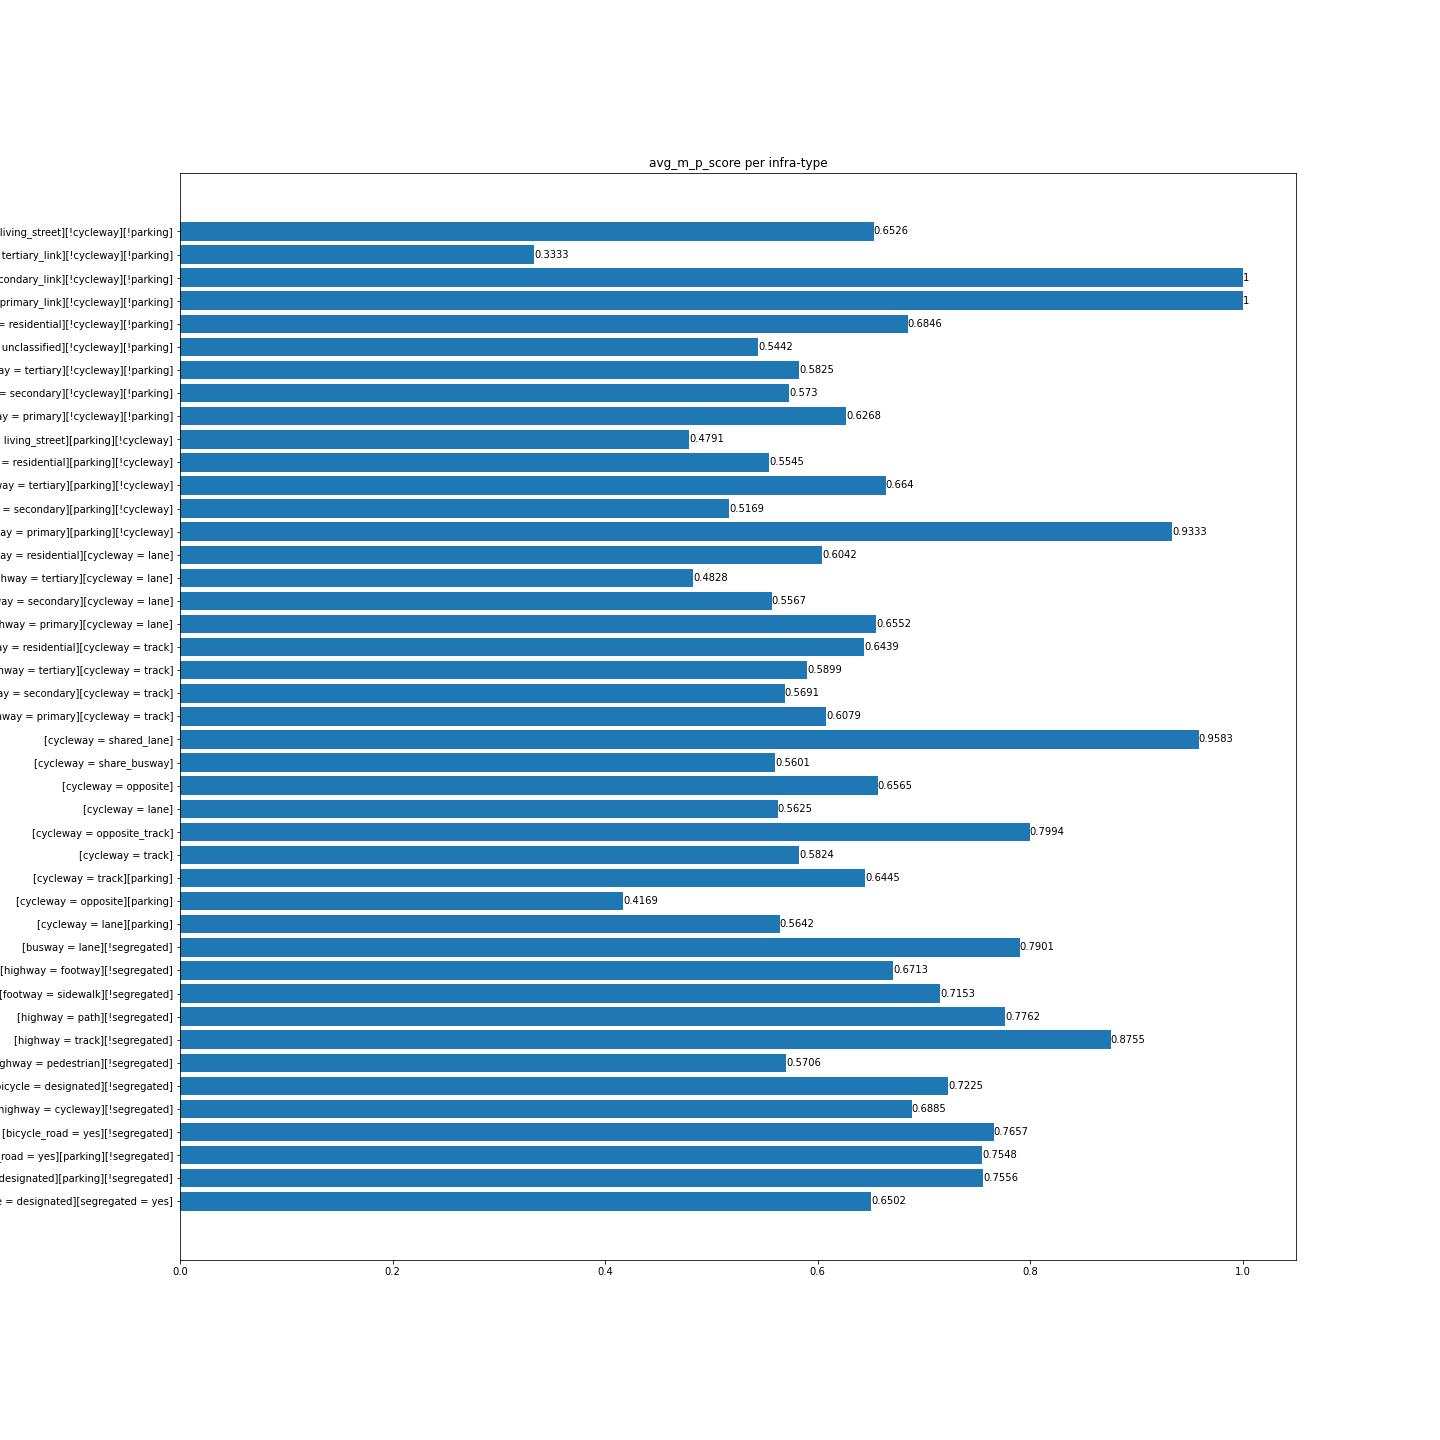 avg_m_p_score per infra-type
living_street][!cycleway][!parking] 0.6526
tertiary_link][!cycleway][!parking] 0.3333
condary_link][!cycleway][!parking] 1
primary_link][!cycleway][!parking] 1
= residential][!cycleway][!parking] 0.6846
unclassified][!cycleway][!parking] 0.5442
ay = tertiary][!cycleway][!parking] 0.5825
= secondary][!cycleway][!parking] 0.573
ay = primary][!cycleway][!parking] 0.6268
living_street][parking][!cycleway] 0.4791
= residential][parking][!cycleway] 0.5545
way = tertiary][parking][!cycleway] 0.664
= secondary][parking][!cycleway] 0.5169
ay = primary][parking][!cycleway] 0.9333
ay = residential][cycleway = lane] 0.6042
hway = tertiary][cycleway = lane] 0.4828
way = secondary][cycleway = lane] 0.5567
hway = primary][cycleway = lane] 0.6552
ay = residential][cycleway = track] 0.6439
hway = tertiary][cycleway = track] 0.5899
ay = secondary][cycleway = track] 0.5691
hway = primary][cycleway = track] 0.6079
[cycleway = shared_lane] 0.9583
[cycleway = share_busway] 0.5601
[cycleway = opposite] 0.6565
[cycleway = lane] 0.5625
[cycleway = opposite_track] 0.7994
[cycleway = track] 0.5824
[cycleway = track][parking] 0.6445
[cycleway = opposite][parking] 0.4169
[cycleway = lane][parking] 0.5642
[busway = lane][!segregated] 0.7901
[highway = footway][!segregated] 0.6713
[footway = sidewalk][!segregated] 0.7153
[highway = path][!segregated] 0.7762
[highway = track][!segregated] 0.8755
ghway = pedestrian][!segregated] 0.5706
bicycle = designated][!segregated] 0.7225
highway = cycleway][!segregated] 0.6885
[bicycle_road = yes][!segregated] 0.7657
_road = yes][parking][!segregated] 0.7548
designated][parking][!segregated] 0.7556
e = designated][segregated = yes] 0.6502
0.0 0.2 0.4 0.6 0.8 1.0